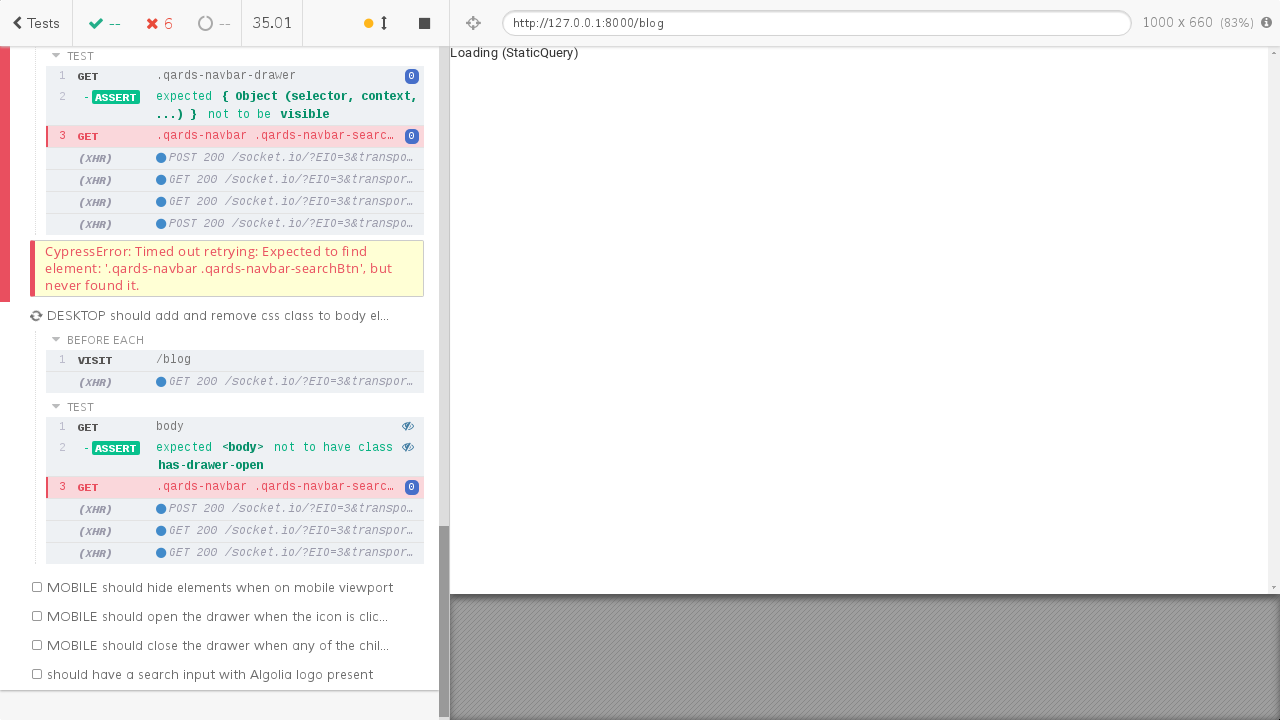 Tests
--
6
--
35.01
http://127.0.0.1:8000/blog
1000 x 660 (83%)
TEST
1 GET .qards-navbar-drawer 0
2 - ASSERT expected { Object (selector, context,
...) } not to be visible
3 GET .qards-navbar .qards-navbar-searc… 0
(XHR) POST 200 /socket.io/?EIO=3&transpo…
(XHR) GET 200 /socket.io/?EIO=3&transpor…
(XHR) GET 200 /socket.io/?EIO=3&transpor…
(XHR) POST 200 /socket.io/?EIO=3&transpo…
CypressError: Timed out retrying: Expected to find
element: '.qards-navbar .qards-navbar-searchBtn', but
never found it.
DESKTOP should add and remove css class to body el...
BEFORE EACH
1 VISIT /blog
(XHR) GET 200 /socket.io/?EIO=3&transpor…
TEST
1 GET body
2 - ASSERT expected <body> not to have class
has-drawer-open
3 GET .qards-navbar .qards-navbar-searc… 0
(XHR) POST 200 /socket.io/?EIO=3&transpo…
(XHR) GET 200 /socket.io/?EIO=3&transpor…
(XHR) GET 200 /socket.io/?EIO=3&transpor…
MOBILE should hide elements when on mobile viewport
MOBILE should open the drawer when the icon is clic...
MOBILE should close the drawer when any of the chil...
should have a search input with Algolia logo present
Loading (StaticQuery)